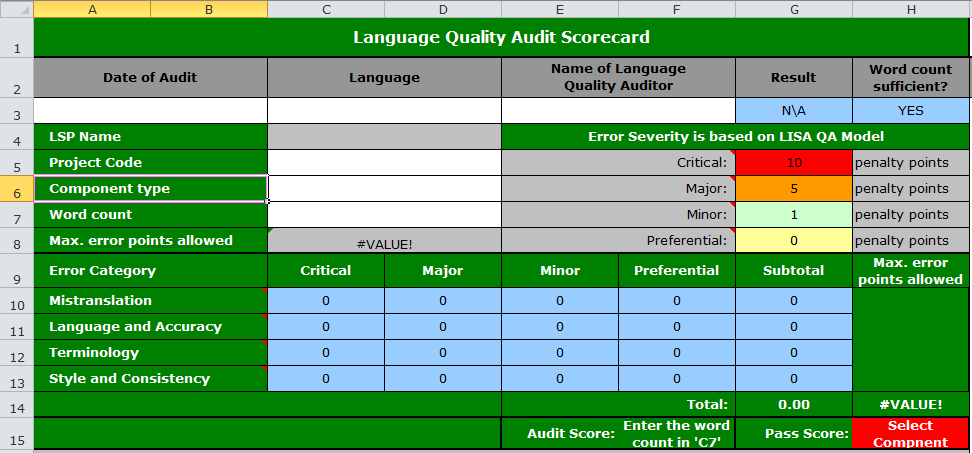 A B C D E F G H
1 Language Quality Audit Scorecard
2 Date of Audit Language Name of Language Quality Auditor Result Word count sufficient?
3 N\A YES
4 LSP Name Error Severity is based on LISA QA Model
5 Project Code Critical: 10 penalty points
6 Component type Major: 5 penalty points
7 Word count Minor: 1 penalty points
8 Max. error points allowed #VALUE! Preferential: 0 penalty points
9 Error Category Critical Major Minor Preferential Subtotal Max. error points allowed
10 Mistranslation 0 0 0 0 0
11 Language and Accuracy 0 0 0 0 0
12 Terminology 0 0 0 0 0
13 Style and Consistency 0 0 0 0 0
14 Total: 0.00 #VALUE!
15 Audit Score: Enter the word count in 'C7' Pass Score: Select Compnent